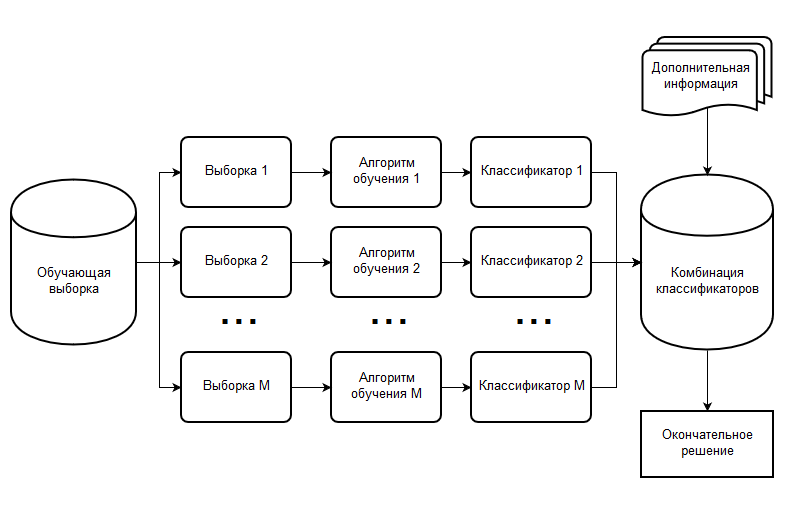 Дополнительная
информация
Выборка 1
Алгоритм
обучения 1
Классификатор 1
Обучающая
выборка
Выборка 2
Алгоритм
обучения 2
Классификатор 2
Комбинация
классификаторов
... ... ...
Выборка M
Алгоритм
обучения M
Классификатор M
Окончательное
решение